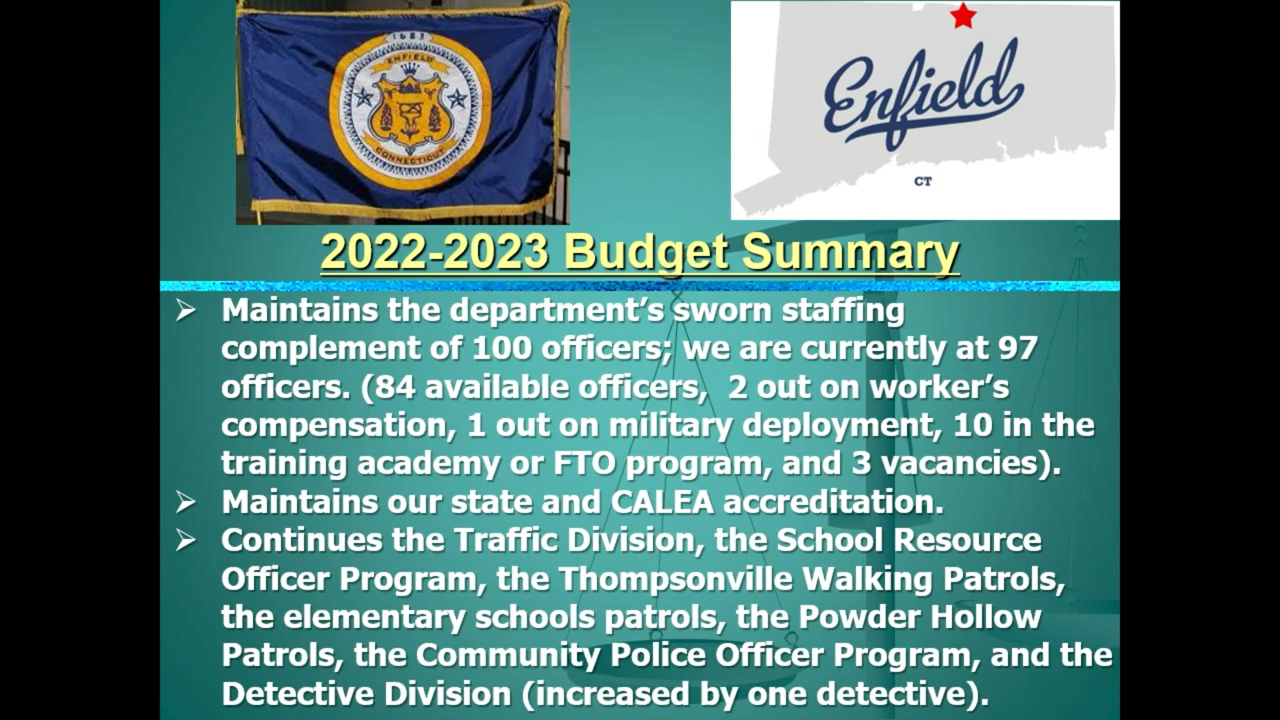 1683
ENFIELD
CONNECTICUT
Enfield
CT
2022-2023 Budget Summary
Maintains the department's sworn staffing
complement of 100 officers; we are currently at 97
officers. (84 available officers,  2 out on worker's
compensation, 1 out on military deployment, 10 in the
training academy or FTO program, and 3 vacancies).
Maintains our state and CALEA accreditation.
Continues the Traffic Division, the School Resource
Officer Program, the Thompsonville Walking Patrols,
the elementary schools patrols, the Powder Hollow
Patrols, the Community Police Officer Program, and the
Detective Division (increased by one detective).